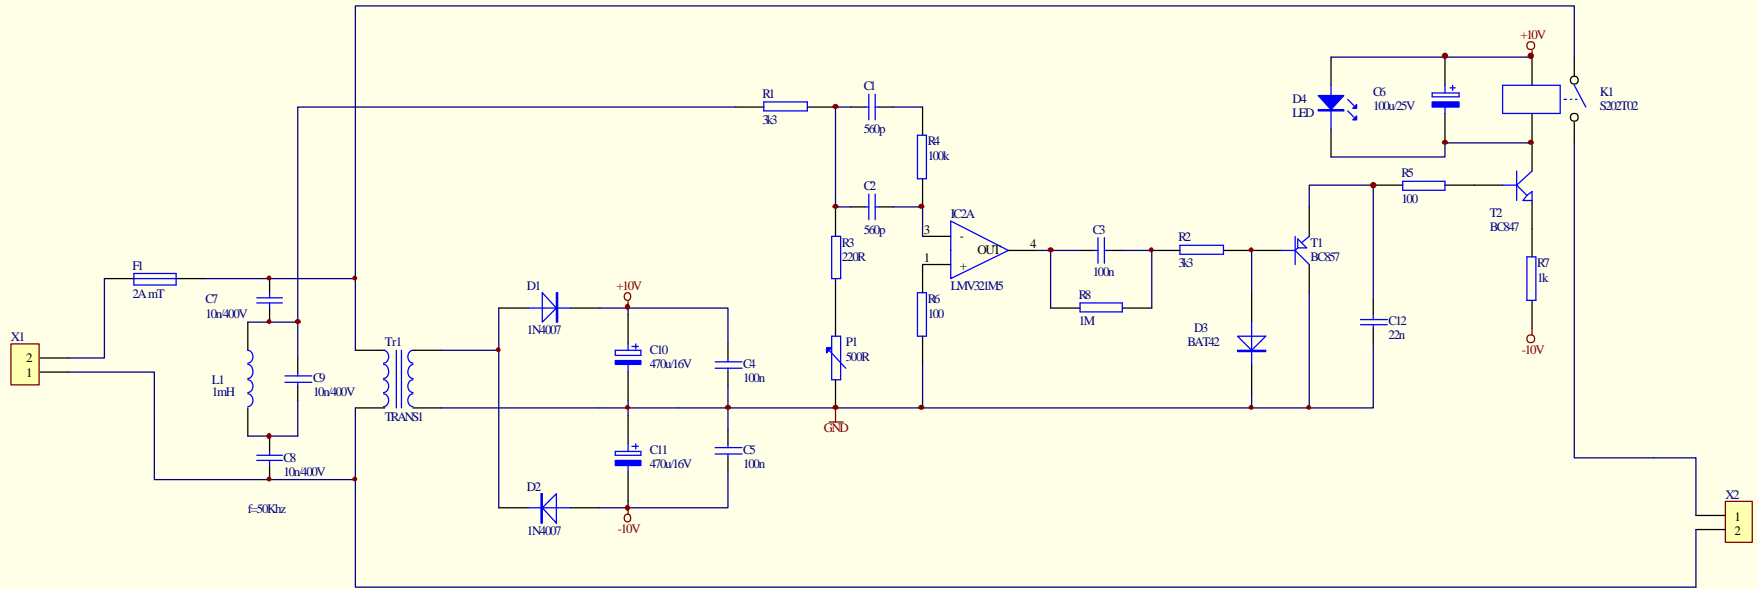 +10V
K1
S202T02
D4
LED
C6
+
100u/25V
R1
3k3
C1
560p
R4
100k
R5
100
C2
560p
T2
BC847
IC2A
3
-
OUT
4
1
+
LMV321M5
R3
220R
C3
100n
R2
3k3
T1
BC857
F1
2A mT
R7
1k
D1
1N4007
+10V
C7
10n/400V
R6
100
R8
1M
C12
22n
D3
BAT42
-10V
X1
2
1
Tr1
TRANS1
P1
500R
+
C10
470u/16V
C4
100n
L1
1mH
C9
10n/400V
GND
+
C11
470u/16V
C5
100n
C8
10n/400V
D2
1N4007
-10V
f=50Khz
X2
1
2